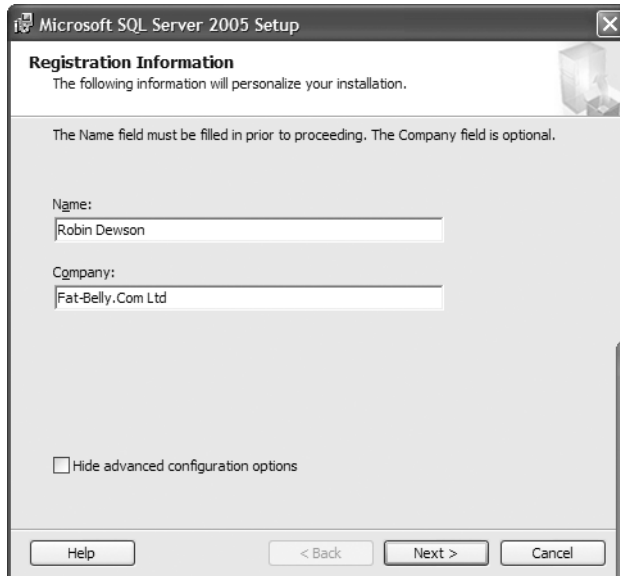 Microsoft SQL Server 2005 Setup
Registration Information
The following information will personalize your installation.
The Name field must be filled in prior to proceeding. The Company field is optional.
Name:
Robin Dewson
Company:
Fat-Belly.Com Ltd
Hide advanced configuration options
Help
< Back
Next >
Cancel